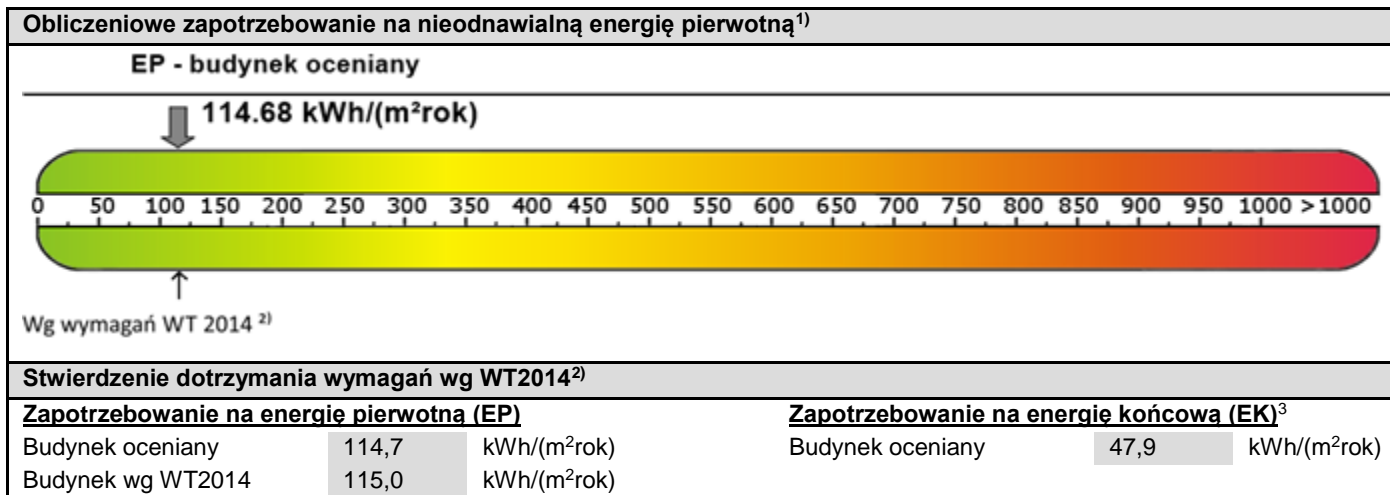 Obliczeniowe zapotrzebowanie na nieodnawialną energię pierwotną¹⁾
EP - budynek oceniany
114.68 kWh/(m²rok)
0 50 100 150 200 250 300 350 400 450 500 550 600 650 700 750 800 850 900 950 1000 >1000
Wg wymagań WT 2014 ²⁾
Stwierdzenie dotrzymania wymagań wg WT2014²⁾
Zapotrzebowanie na energię pierwotną (EP) Zapotrzebowanie na energię końcową (EK)³
Budynek oceniany 114,7 kWh/(m²rok) Budynek oceniany 47,9 kWh/(m²rok)
Budynek wg WT2014 115,0 kWh/(m²rok)